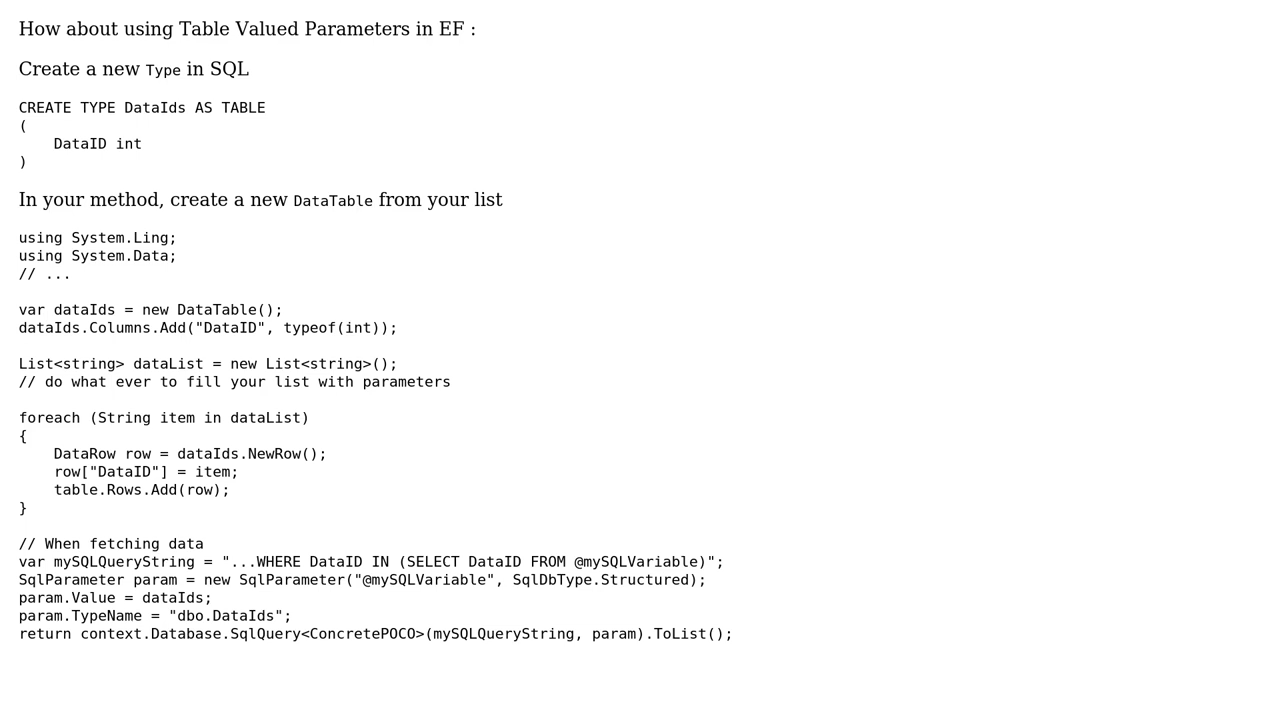 How about using Table Valued Parameters in EF :
Create a new Type in SQL
CREATE TYPE DataIds AS TABLE
(
    DataID int
)
In your method, create a new DataTable from your list
using System.Ling;
using System.Data;
// ...
var dataIds = new DataTable();
dataIds.Columns.Add("DataID", typeof(int));
List<string> dataList = new List<string>();
// do what ever to fill your list with parameters
foreach (String item in dataList)
{
    DataRow row = dataIds.NewRow();
    row["DataID"] = item;
    table.Rows.Add(row);
}
// When fetching data
var mySQLQueryString = "...WHERE DataID IN (SELECT DataID FROM @mySQLVariable)";
SqlParameter param = new SqlParameter("@mySQLVariable", SqlDbType.Structured);
param.Value = dataIds;
param.TypeName = "dbo.DataIds";
return context.Database.SqlQuery<ConcretePOCO>(mySQLQueryString, param).ToList();